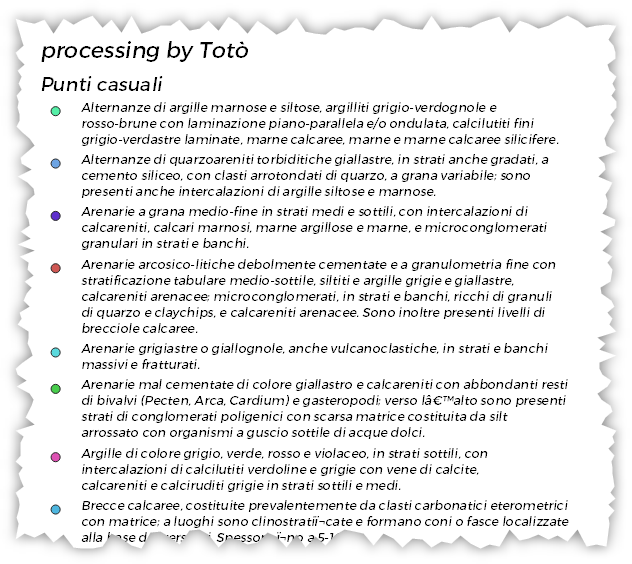 processing by Totò
Punti casuali
Alternanze di argille marnose e siltose, argilliti grigio-verdognole e
rosso-brune con laminazione piano-parallela e/o ondulata, calcilutiti fini
grigio-verdastre laminate, marne calcaree, marne e marne calcaree silicifere.
Alternanze di quarzoareniti torbiditiche giallastre, in strati anche gradati, a
cemento siliceo, con clasti arrotondati di quarzo, a grana variabile; sono
presenti anche intercalazioni di argille siltose e marnose.
Arenarie a grana medio-fine in strati medi e sottili, con intercalazioni di
calcareniti, calcari marnosi, marne argillose e marne, e microconglomerati
granulari in strati e banchi.
Arenarie arcosico-litiche debolmente cementate e a granulometria fine con
stratificazione tabulare medio-sottile, siltiti e argille grigie e giallastre,
calcareniti arenacee; microconglomerati, in strati e banchi, ricchi di granuli
di quarzo e claychips, e calcareniti arenacee. Sono inoltre presenti livelli di
brecciole calcaree.
Arenarie grigiastre o giallognole, anche vulcanoclastiche, in strati e banchi
massivi e fratturati.
Arenarie mal cementate di colore giallastro e calcareniti con abbondanti resti
di bivalvi (Pecten, Arca, Cardium) e gasteropodi; verso lâ€™alto sono presenti
strati di conglomerati poligenici con scarsa matrice costituita da silt
arrossato con organismi a guscio sottile di acque dolci.
Argille di colore grigio, verde, rosso e violaceo, in strati sottili, con
intercalazioni di calcilutiti verdoline e grigie con vene di calcite,
calcareniti e calciruditi grigie in strati sottili e medi.
Brecce calcaree, costituite prevalentemente da clasti carbonatici eterometrici
con matrice; a luoghi sono clinostratiï¬cate e formano coni o fasce localizzate
alla base